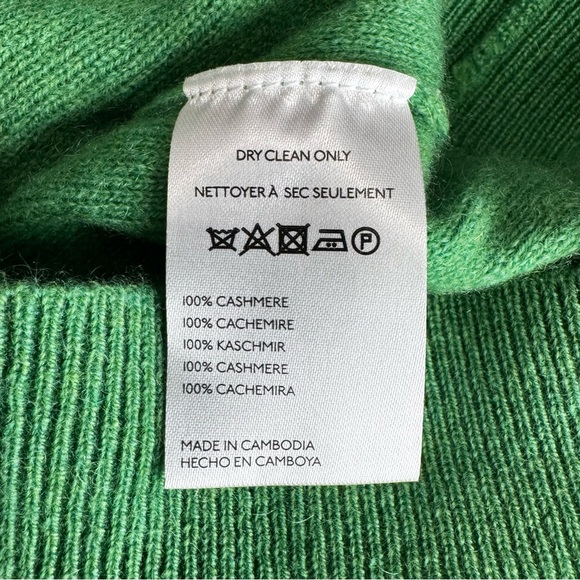 DRY CLEAN ONLY
NETTOYER À SEC SEULEMENT
P
100% CASHMERE
100% CACHEMIRE
100% KASCHMIR
100% CASHMERE
100% CACHEMIRA
MADE IN CAMBODIA
HECHO EN CAMBOYA